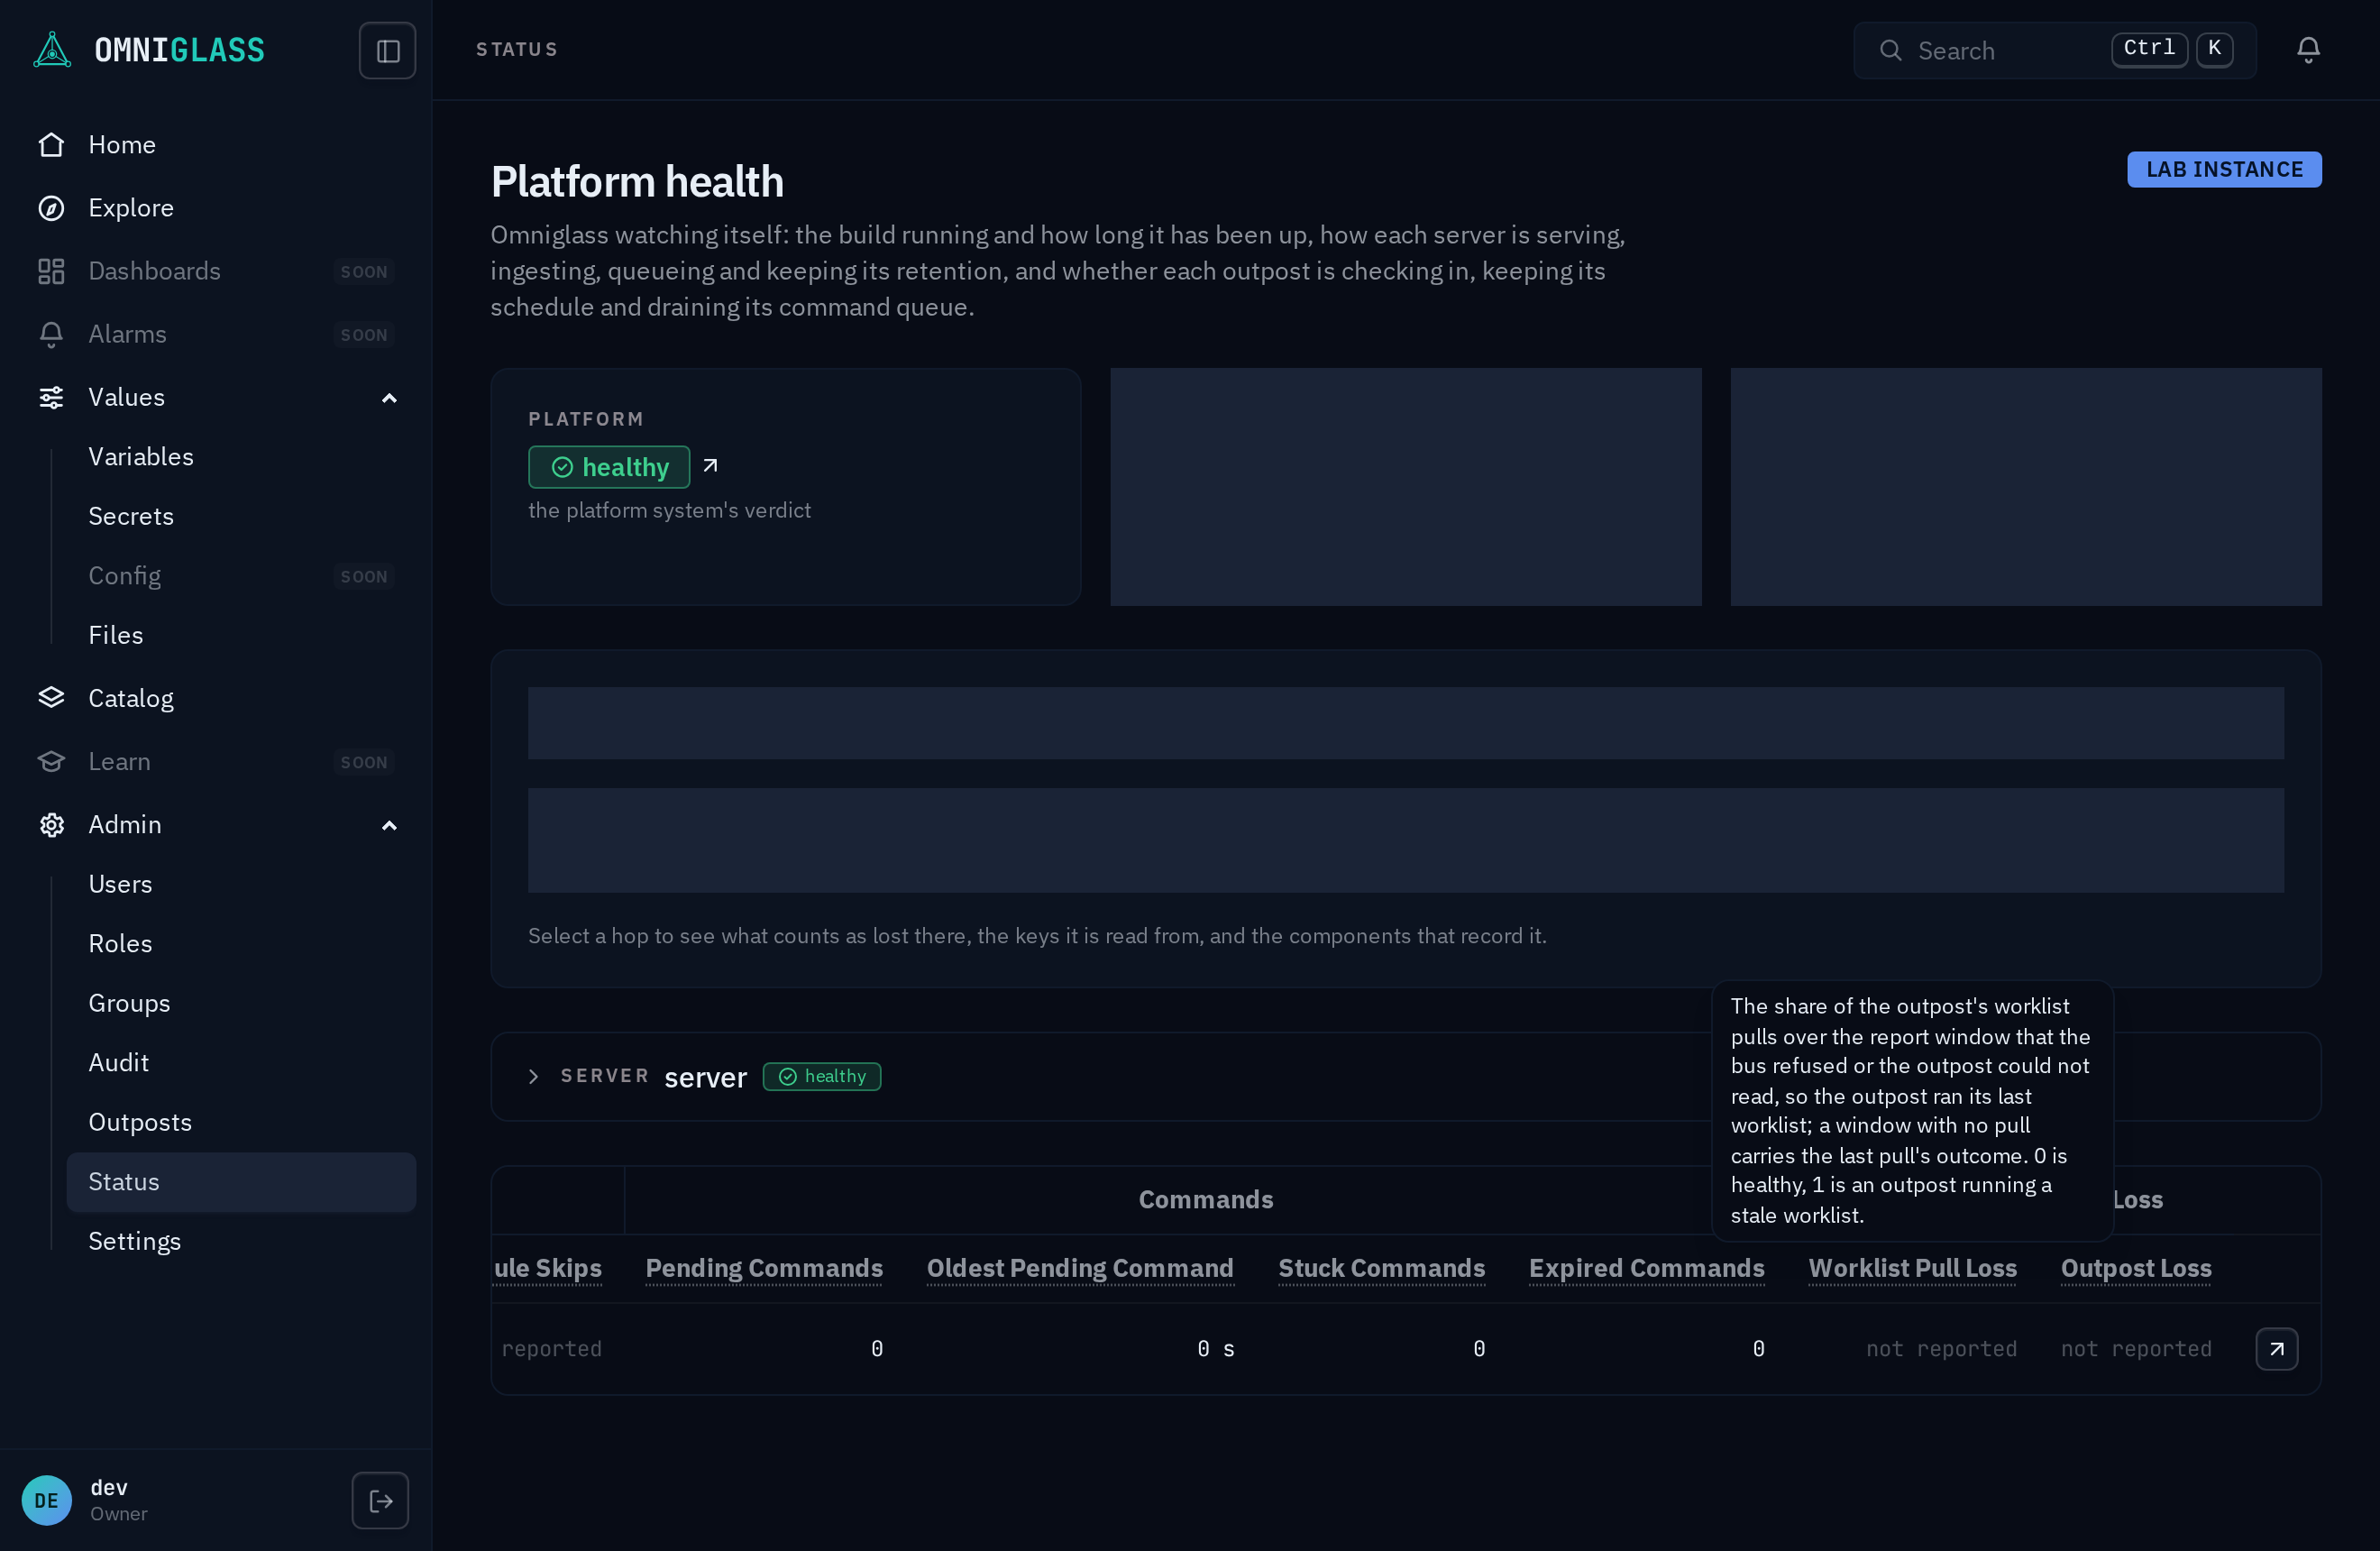 OMNIGLASS
Home
Explore
Dashboards SOON
Alarms SOON
Values
Variables
Secrets
Config SOON
Files
Catalog
Learn SOON
Admin
Users
Roles
Groups
Audit
Outposts
Status
Settings
DE dev
Owner
STATUS
Search Ctrl K
Platform health
LAB INSTANCE
Omniglass watching itself: the build running and how long it has been up, how each server is serving,
ingesting, queueing and keeping its retention, and whether each outpost is checking in, keeping its
schedule and draining its command queue.
PLATFORM
healthy
the platform system's verdict
Select a hop to see what counts as lost there, the keys it is read from, and the components that record it.
SERVER server healthy
The share of the outpost's worklist
pulls over the report window that the
bus refused or the outpost could not
read, so the outpost ran its last
worklist; a window with no pull
carries the last pull's outcome. 0 is
healthy, 1 is an outpost running a
stale worklist.
Commands Loss
ule Skips Pending Commands Oldest Pending Command Stuck Commands Expired Commands Worklist Pull Loss Outpost Loss
reported 0 0 s 0 0 not reported not reported